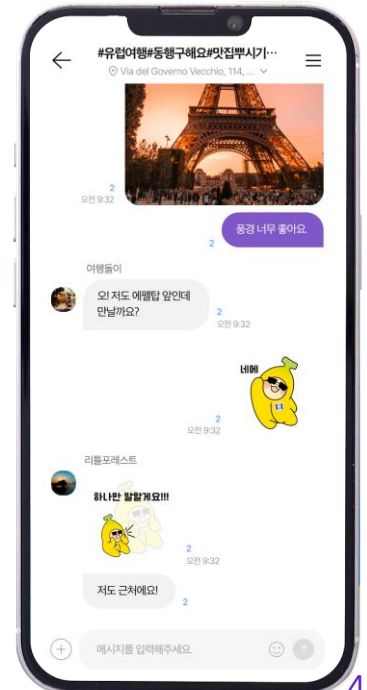 #유럽여행#동행구해요#맛집뿌시기…
Via del Governo Vecchio, 114, ...
2
오전 9:32
풍경 너무 좋아요
2
여행돌이
오! 저도 에펠탑 앞인데
만날까요?
2
오전 9:32
네에
2
오전 9:32
리틀포레스트
하나만 말할게요!!!
2
오전 9:32
저도 근처에요!
2
메시지를 입력해주세요.
4